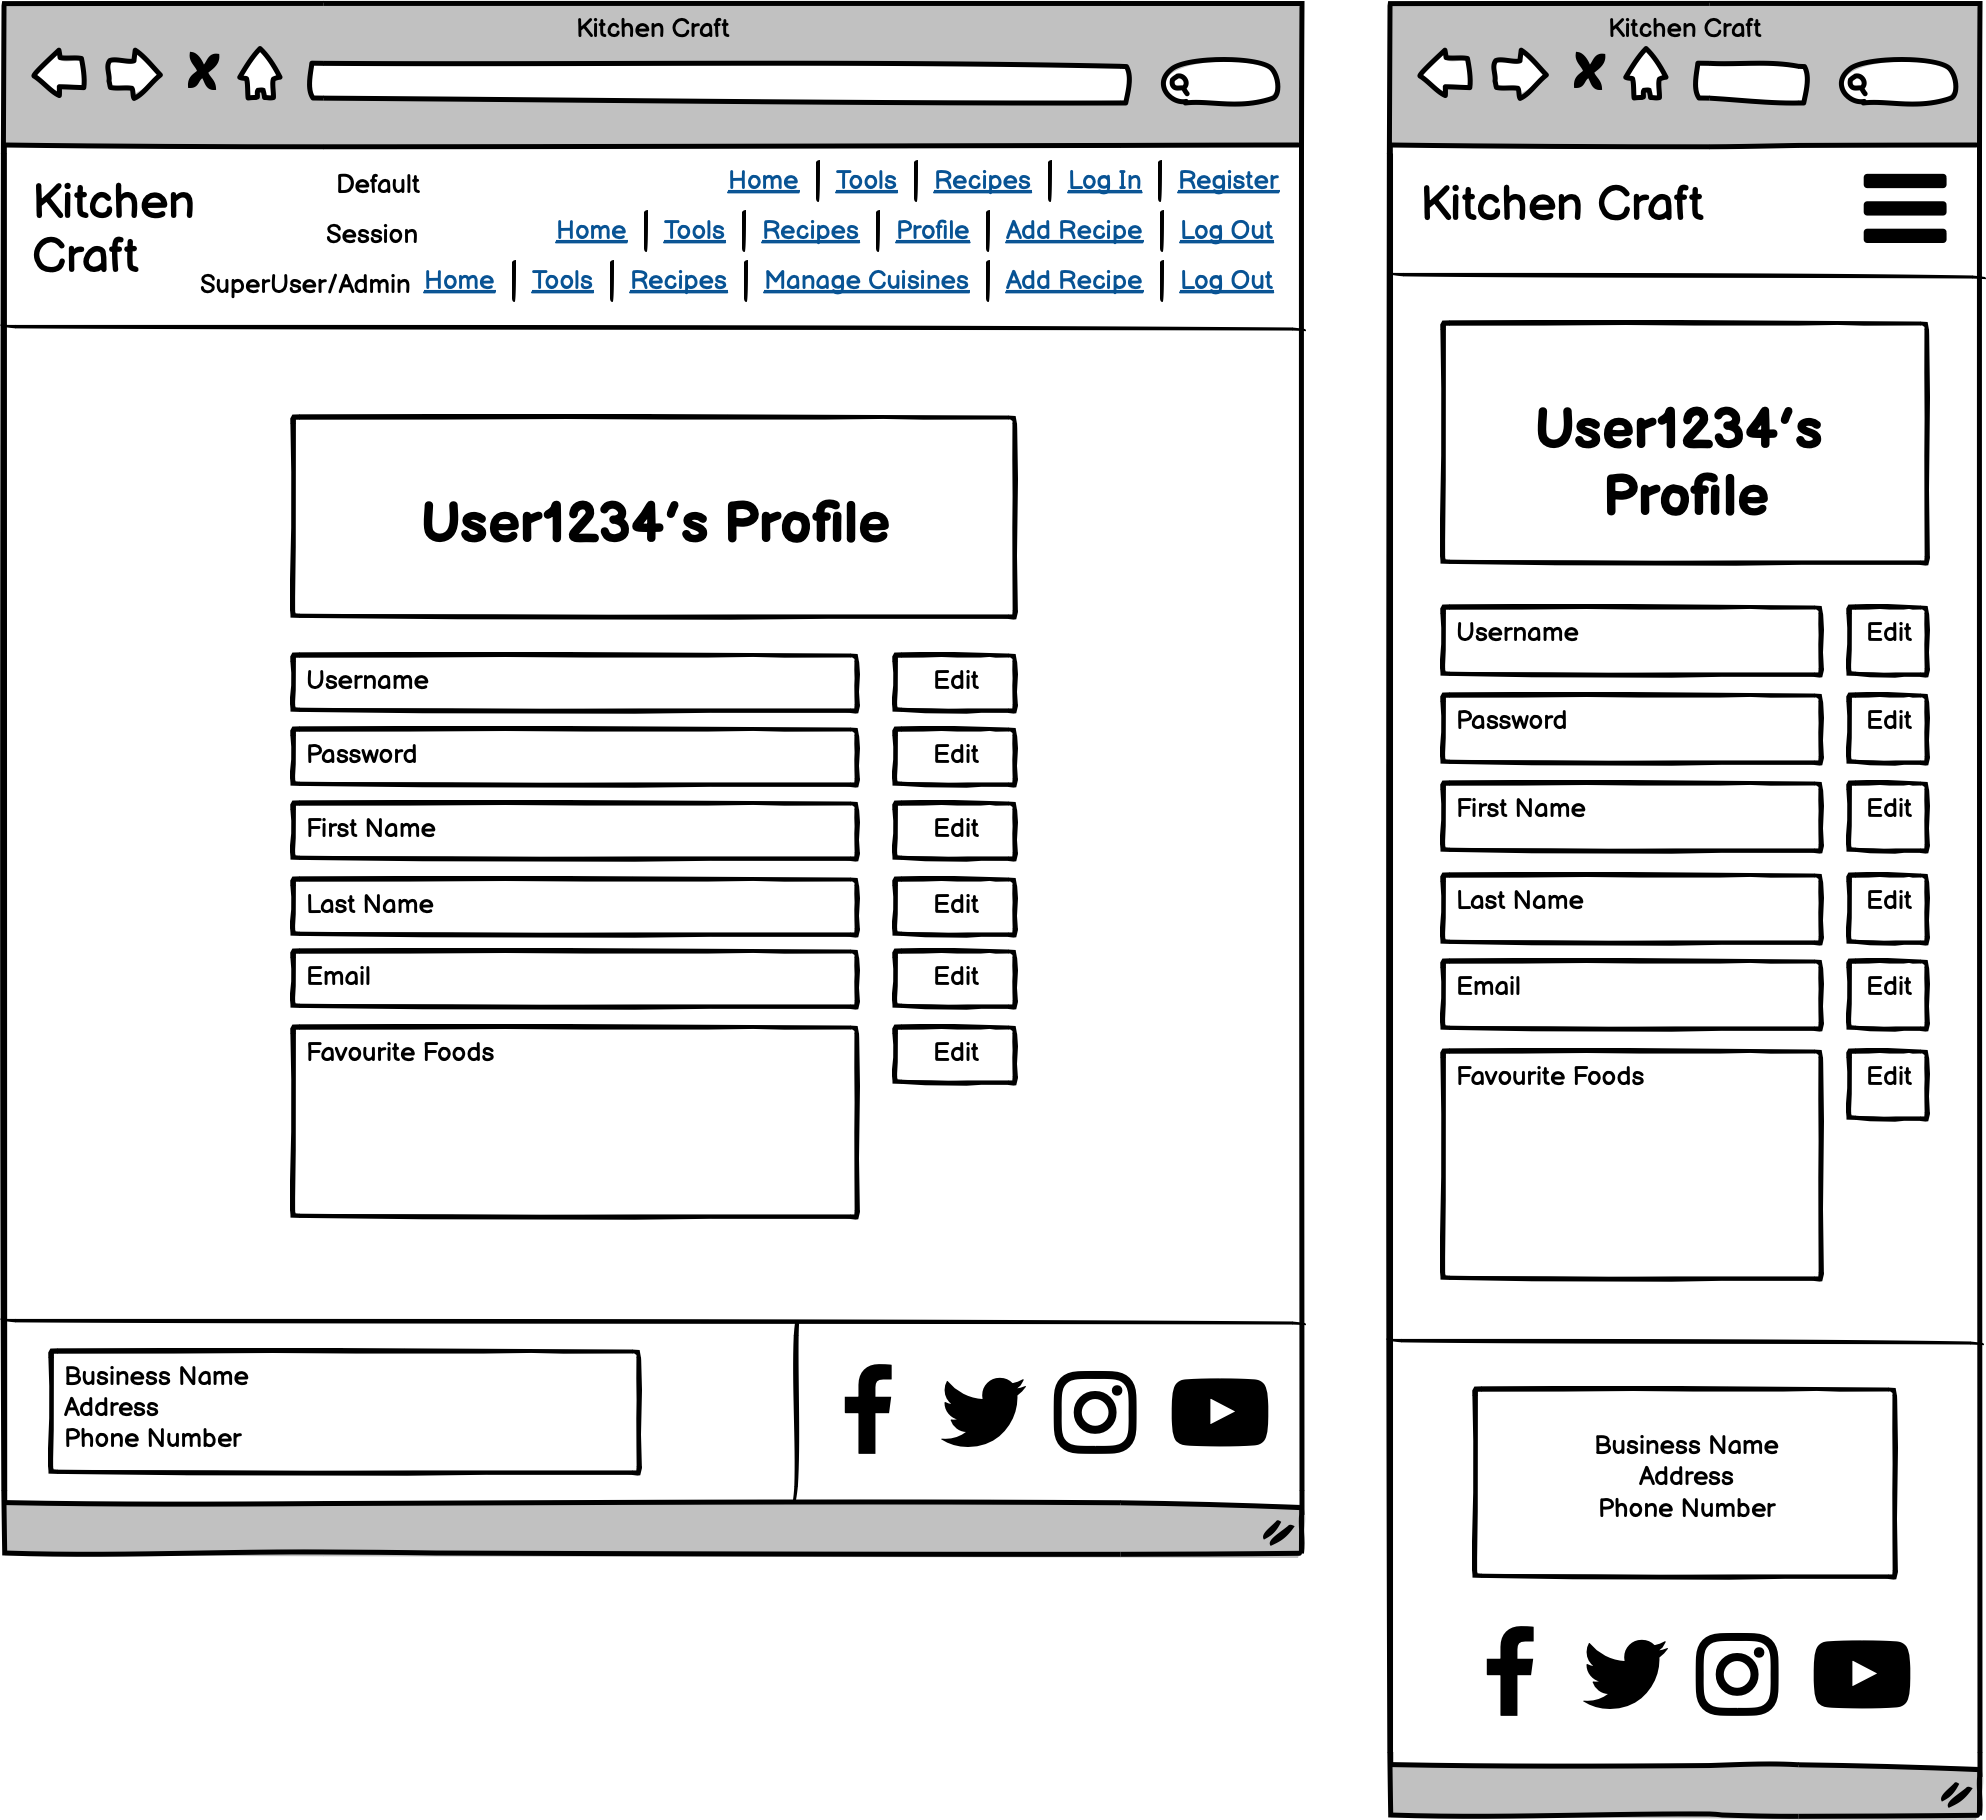 Kitchen Craft
Kitchen
Craft
Default
Home Tools Recipes Log In Register
Session
Home Tools Recipes Profile Add Recipe Log Out
SuperUser/Admin
Home Tools Recipes Manage Cuisines Add Recipe Log Out
User1234's Profile
Username Edit
Password Edit
First Name Edit
Last Name Edit
Email Edit
Favourite Foods Edit
Business Name
Address
Phone Number
Kitchen Craft
Kitchen Craft
User1234's
Profile
Username Edit
Password Edit
First Name Edit
Last Name Edit
Email Edit
Favourite Foods Edit
Business Name
Address
Phone Number